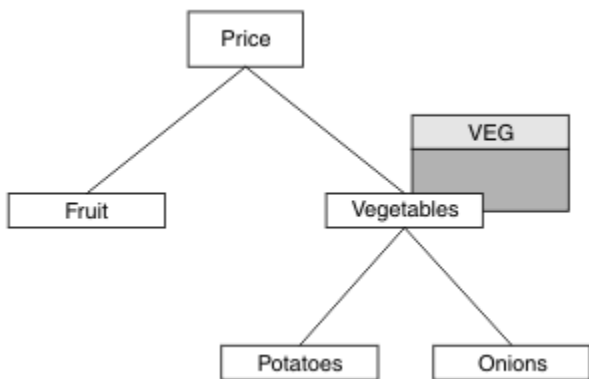 Price
VEG
Fruit
Vegetables
Potatoes
Onions